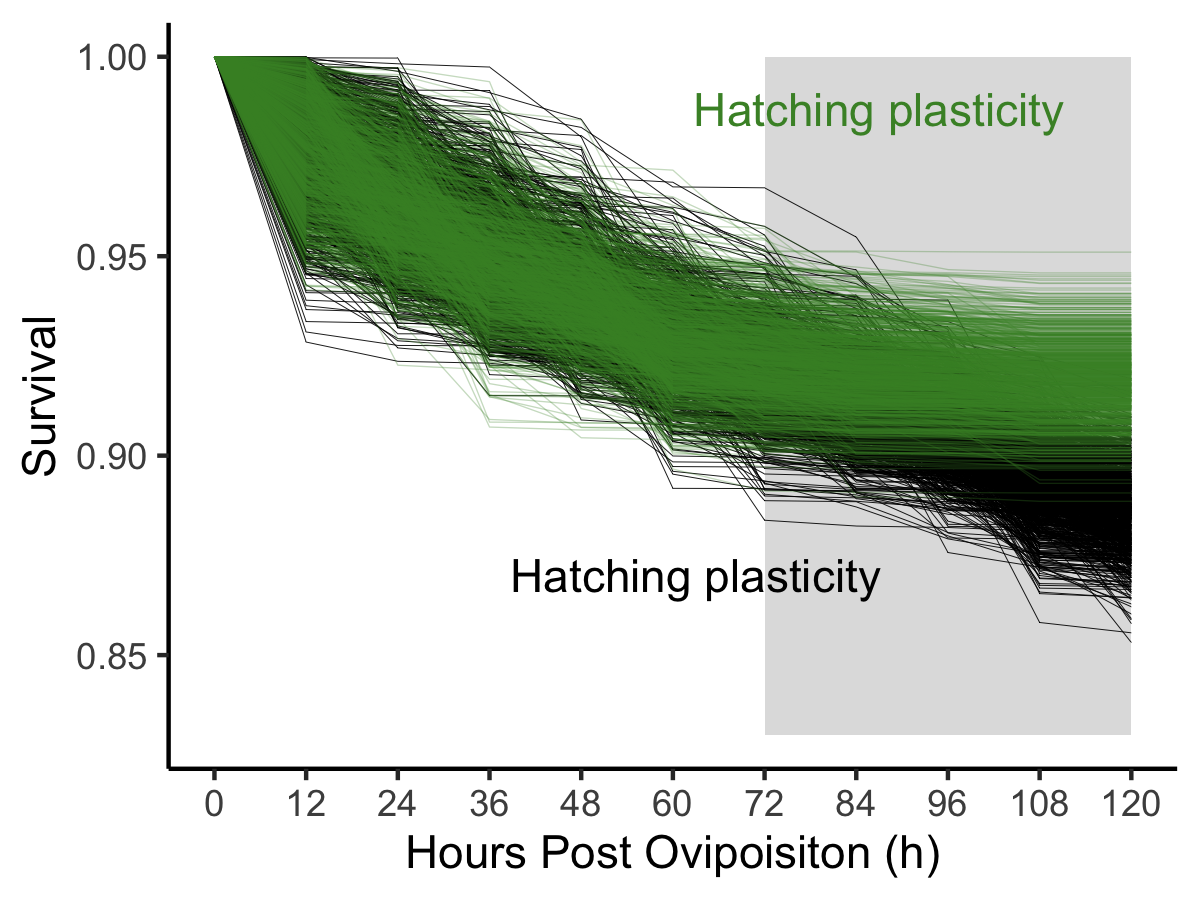 1.00
Hatching plasticity
0.95
0.90
Hatching plasticity
0.85
Survival
0 12 24 36 48 60 72 84 96 108 120
Hours Post Ovipoisiton (h)